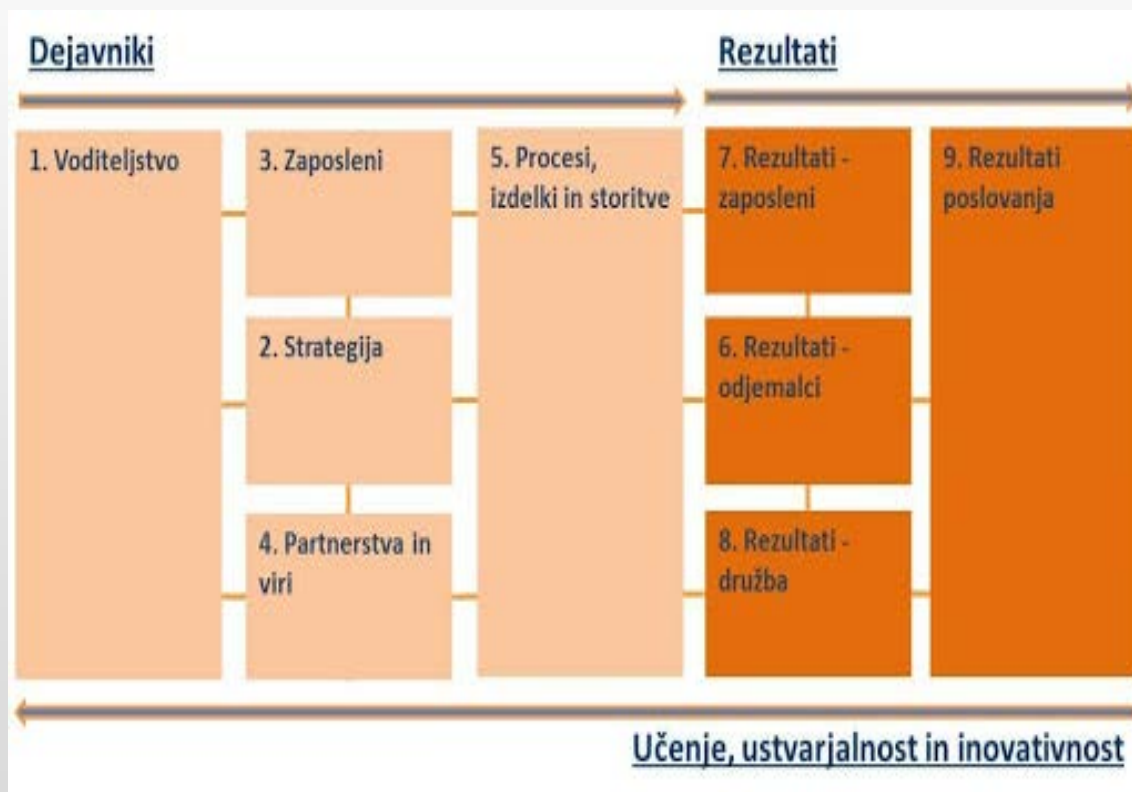 Dejavniki
Rezultati
1. Voditeljstvo
3. Zaposleni
2. Strategija
4. Partnerstva in
viri
5. Procesi,
izdelki in storitve
7. Rezultati -
zaposleni
6. Rezultati -
odjemalci
8. Rezultati -
družba
9. Rezultati
poslovanja
Učenje, ustvarjalnost in inovativnost